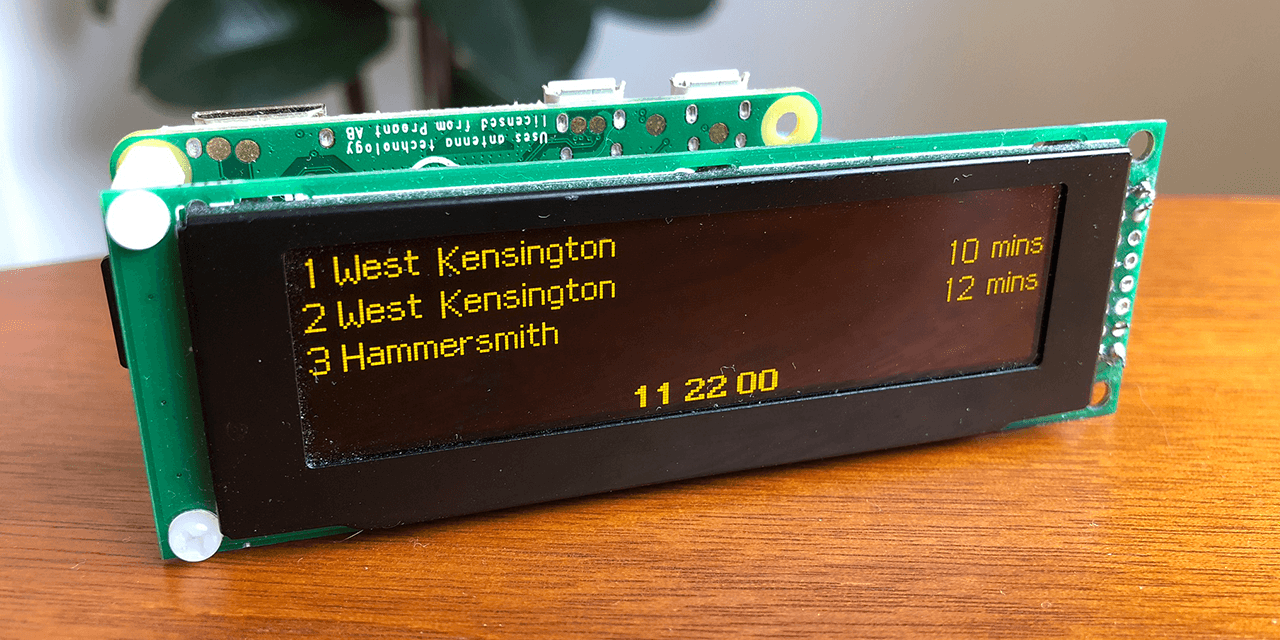 Uses antenna technology
licensed from Proant AB
1 West Kensington 10 mins
2 West Kensington 12 mins
3 Hammersmith
11 22 00